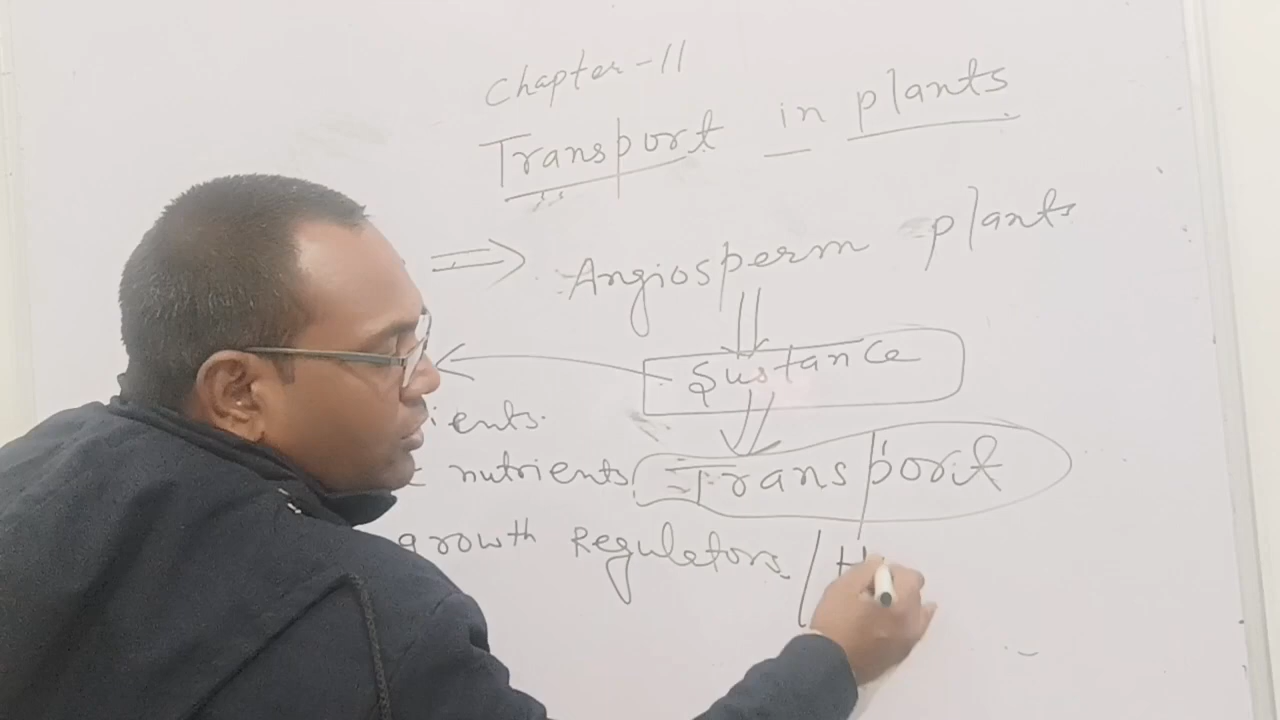 Chapter-11
Transport in plants
⇒ Angiosperm plants
Sustance
ients.
nutrients Transport
growth Regulators / H